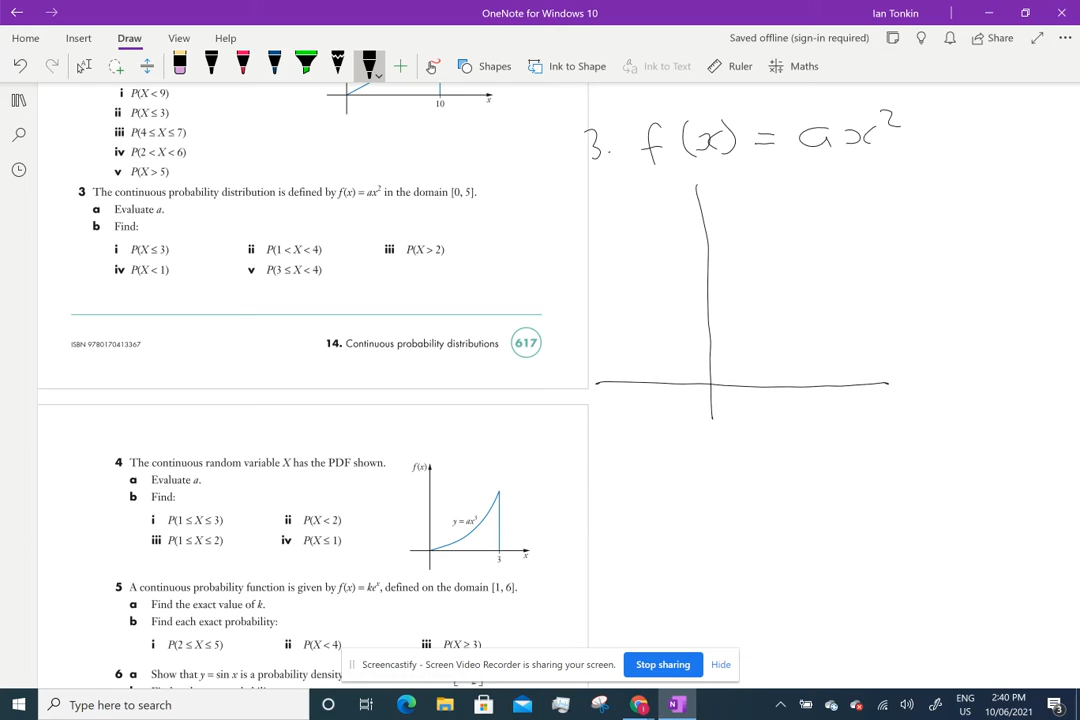 OneNote for Windows 10
Ian Tonkin
Home Insert Draw View Help
Saved offline (sign-in required)
Share
Shapes
Ink to Shape
Ink to Text
Ruler
Maths
i P(X < 9)
ii P(X ≤ 3)
iii P(4 ≤ X ≤ 7)
iv P(2 < X < 6)
v P(X > 5)
10
x
3 The continuous probability distribution is defined by f(x) = ax² in the domain [0, 5].
a Evaluate a.
b Find:
i P(X ≤ 3) ii P(1 < X < 4) iii P(X > 2)
iv P(X < 1) v P(3 ≤ X < 4)
ISBN 9780170413367
14. Continuous probability distributions
617
3. f(x) = ax²
4 The continuous random variable X has the PDF shown.
a Evaluate a.
b Find:
i P(1 ≤ X ≤ 3) ii P(X < 2)
iii P(1 ≤ X ≤ 2) iv P(X ≤ 1)
f(x)
y = ax³
3
x
5 A continuous probability function is given by f(x) = keˣ, defined on the domain [1, 6].
a Find the exact value of k.
b Find each exact probability:
i P(2 ≤ X ≤ 5) ii P(X < 4) iii P(X ≥ 3)
6 a Show that y = sin x is a probability density
Screencastify - Screen Video Recorder is sharing your screen.
Stop sharing
Hide
Type here to search
ENG
US
2:40 PM
10/06/2021
3